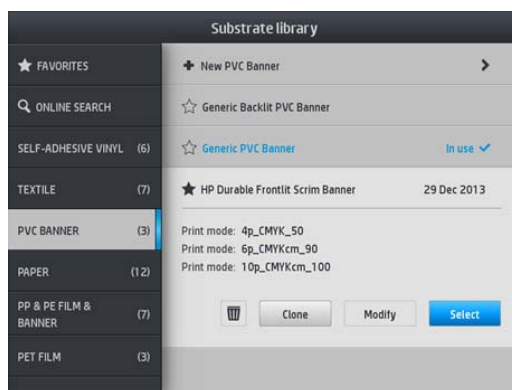 Substrate library
FAVORITES
ONLINE SEARCH
SELF-ADHESIVE VINYL (6)
TEXTILE (7)
PVC BANNER (3)
PAPER (12)
PP & PE FILM &
BANNER (7)
PET FILM (3)
New PVC Banner
Generic Backlit PVC Banner
Generic PVC Banner In use
HP Durable Frontlit Scrim Banner 29 Dec 2013
Print mode: 4p_CMYK_50
Print mode: 6p_CMYKcm_90
Print mode: 10p_CMYKcm_100
Clone Modify Select